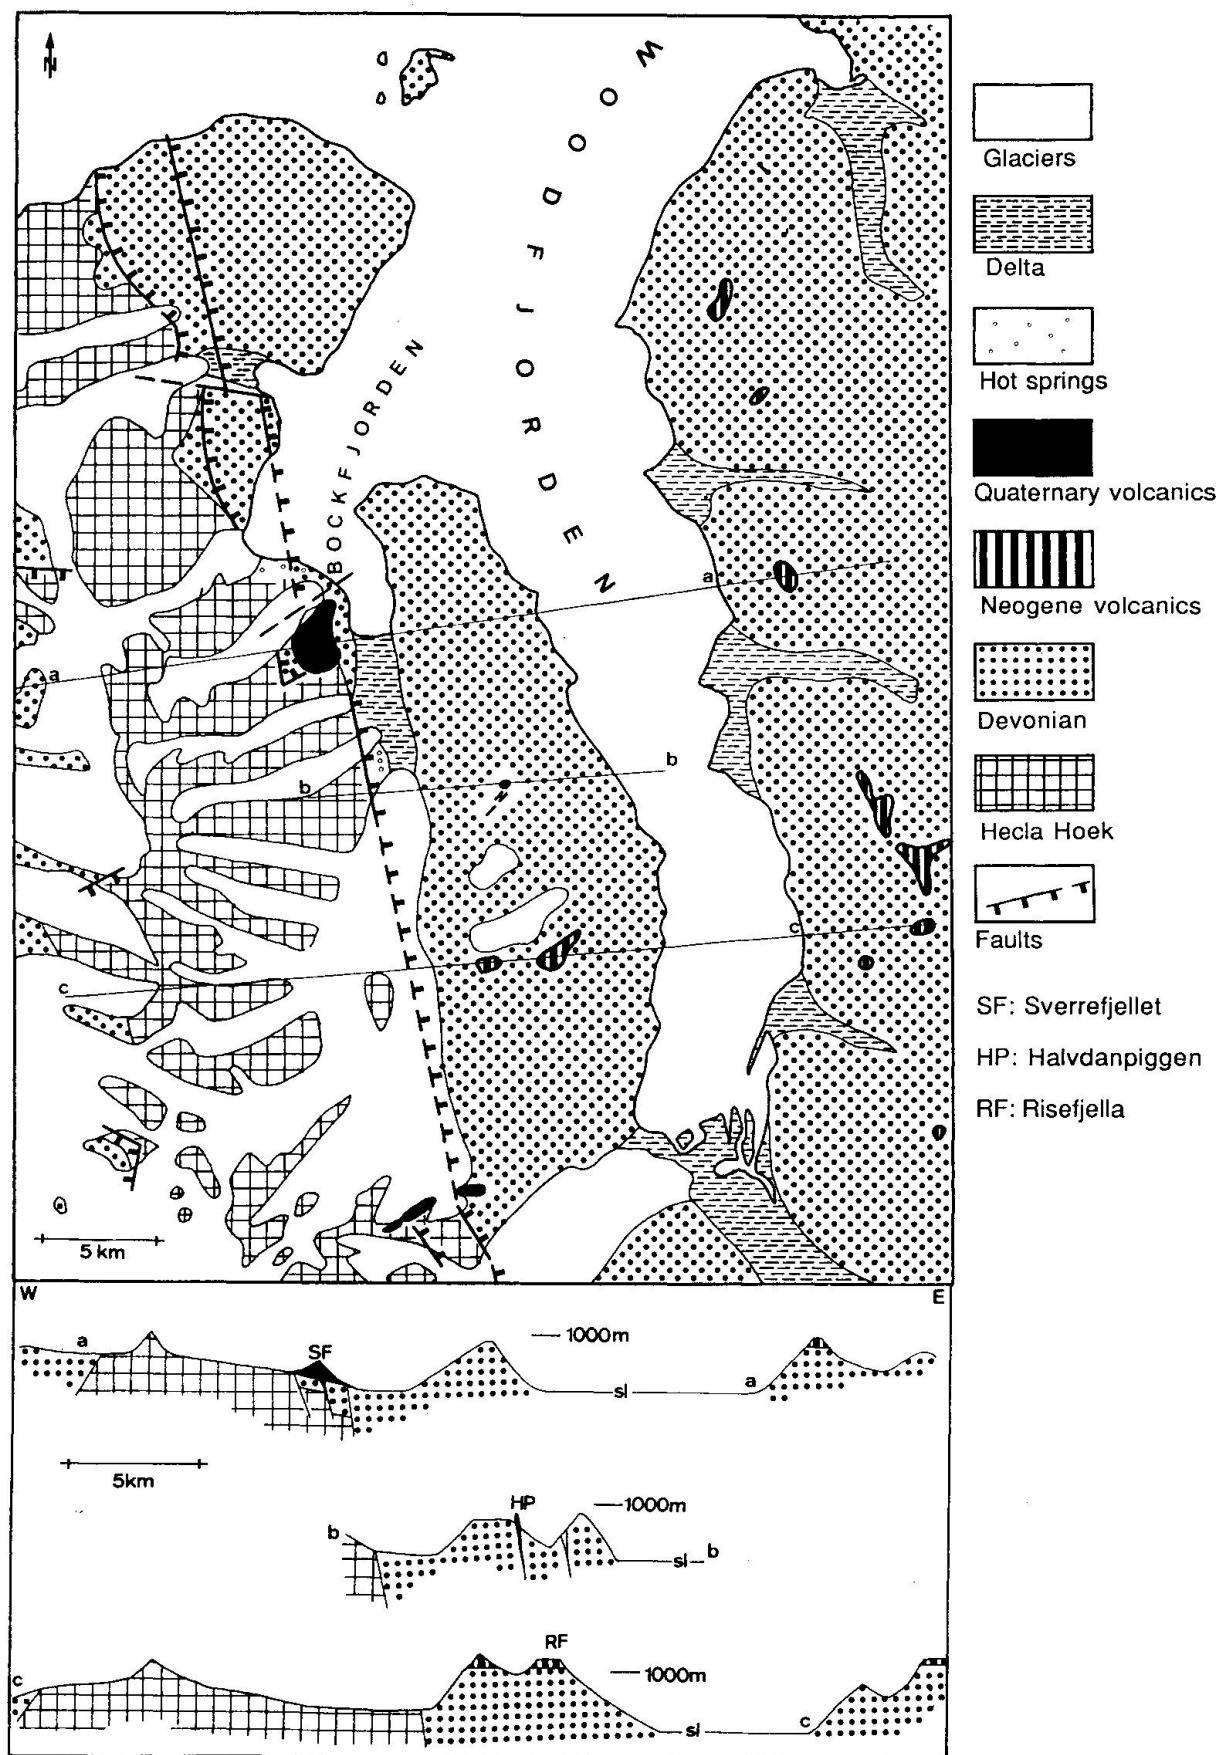 N
WOODFJORDEN
BOCKFJORDEN
a
a
b
b
c
c
5 km
Glaciers
Delta
Hot springs
Quaternary volcanics
Neogene volcanics
Devonian
Hecla Hoek
Faults
SF: Sverrefjellet
HP: Halvdanpiggen
RF: Risefjella
W
E
a
SF
1000m
sl
a
5km
b
HP
1000m
sl
b
c
RF
1000m
sl
c